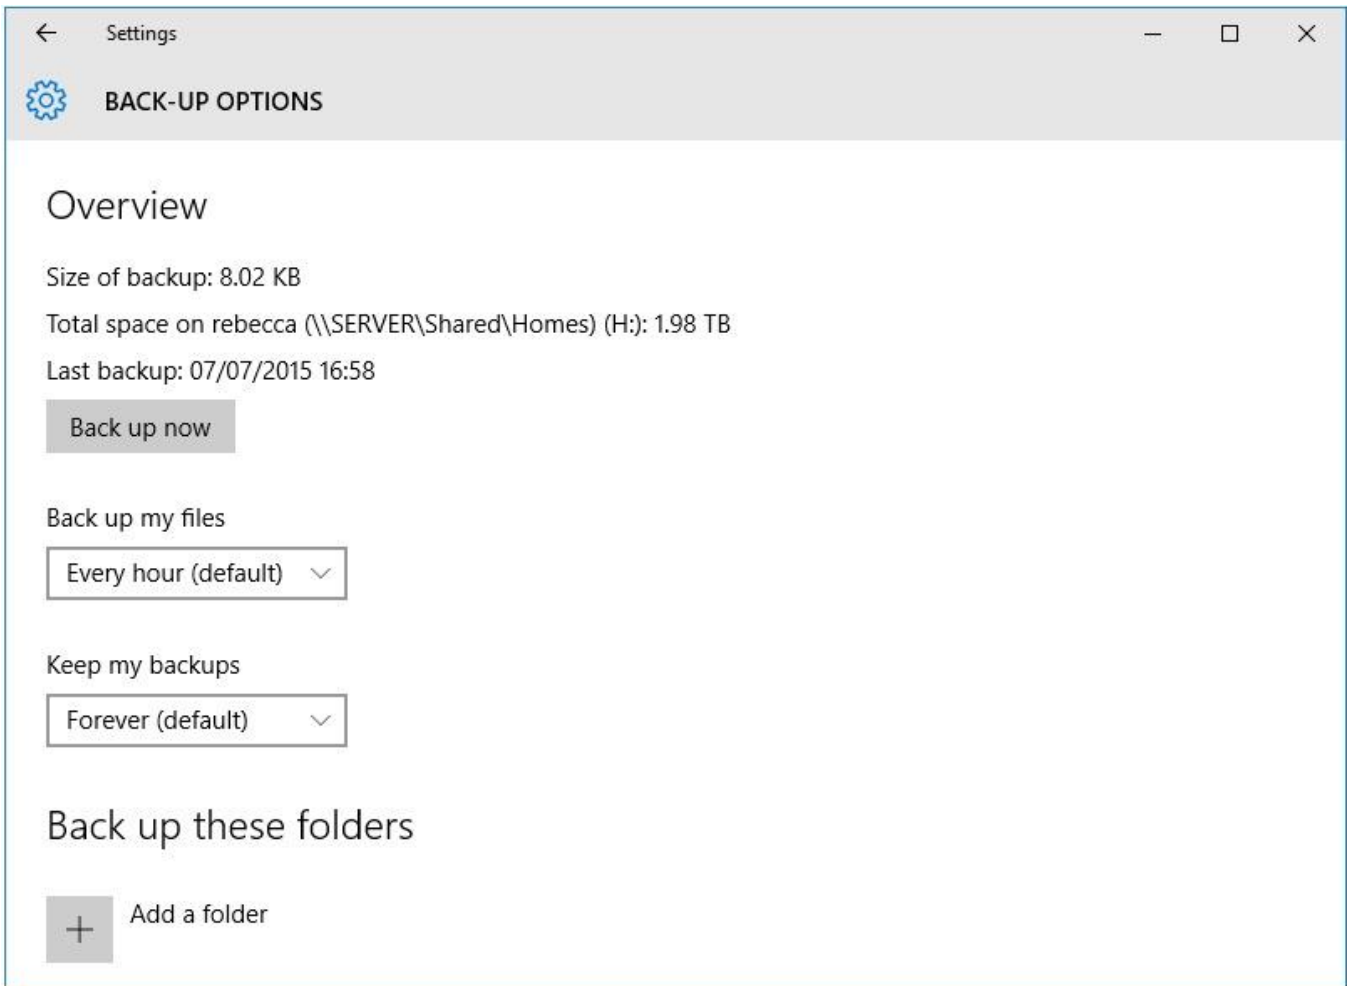 Settings
BACK-UP OPTIONS
Overview
Size of backup: 8.02 KB
Total space on rebecca (\\SERVER\Shared\Homes) (H:): 1.98 TB
Last backup: 07/07/2015 16:58
Back up now
Back up my files
Every hour (default)
Keep my backups
Forever (default)
Back up these folders
Add a folder